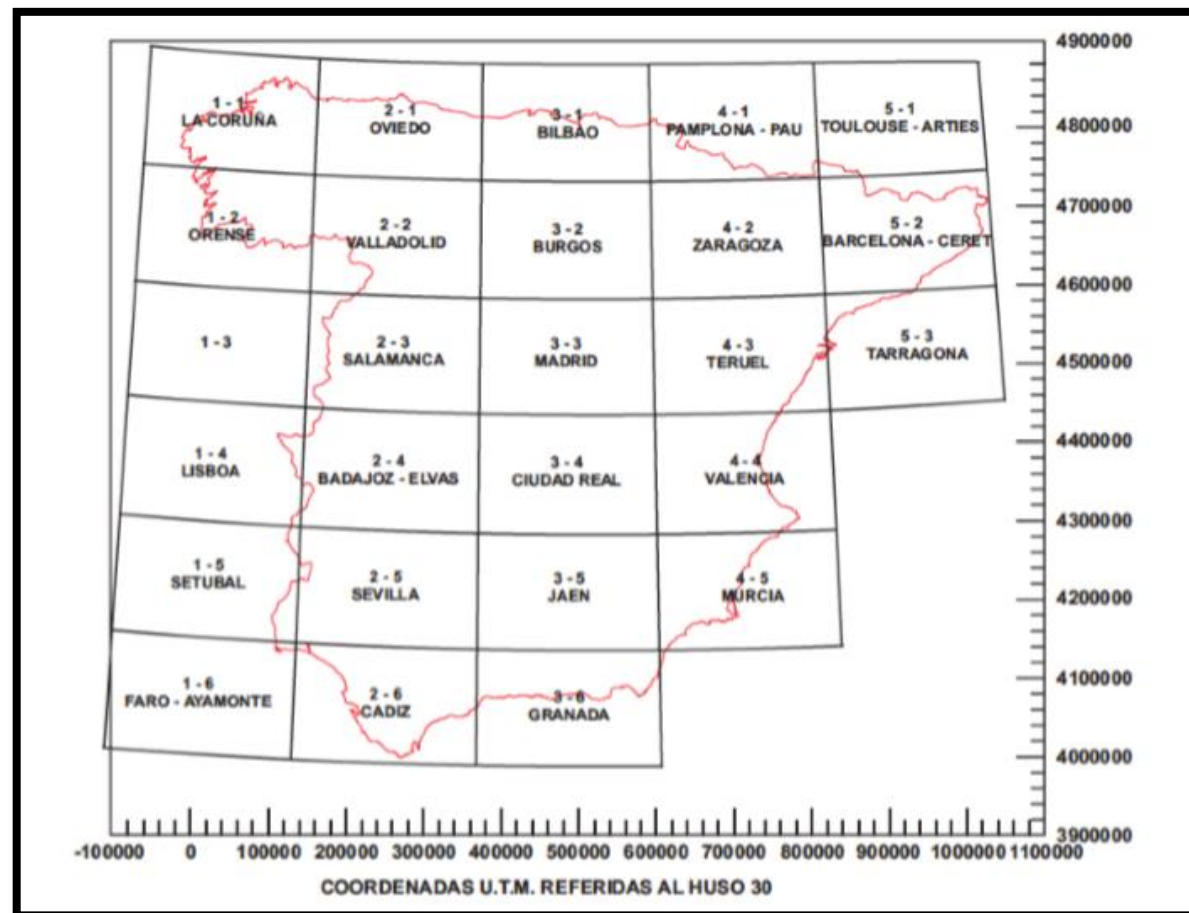 4900000
1 - 1
LA CORUÑA
2 - 1
OVIEDO
3 - 1
BILBAO
4 - 1
PAMPLONA - PAU
5 - 1
TOULOUSE - ARTIES
4800000
1 - 2
ORENSE
2 - 2
VALLADOLID
3 - 2
BURGOS
4 - 2
ZARAGOZA
5 - 2
BARCELONA - CERET
4700000
4600000
1 - 3
2 - 3
SALAMANCA
3 - 3
MADRID
4 - 3
TERUEL
5 - 3
TARRAGONA
4500000
4400000
1 - 4
LISBOA
2 - 4
BADAJOZ - ELVAS
3 - 4
CIUDAD REAL
4 - 4
VALENCIA
4300000
1 - 5
SETUBAL
2 - 5
SEVILLA
3 - 5
JAEN
4 - 5
MURCIA
4200000
4100000
1 - 6
FARO - AYAMONTE
2 - 6
CADIZ
3 - 6
GRANADA
4000000
3900000
-100000 0 100000 200000 300000 400000 500000 600000 700000 800000 900000 1000000 1100000
COORDENADAS U.T.M. REFERIDAS AL HUSO 30